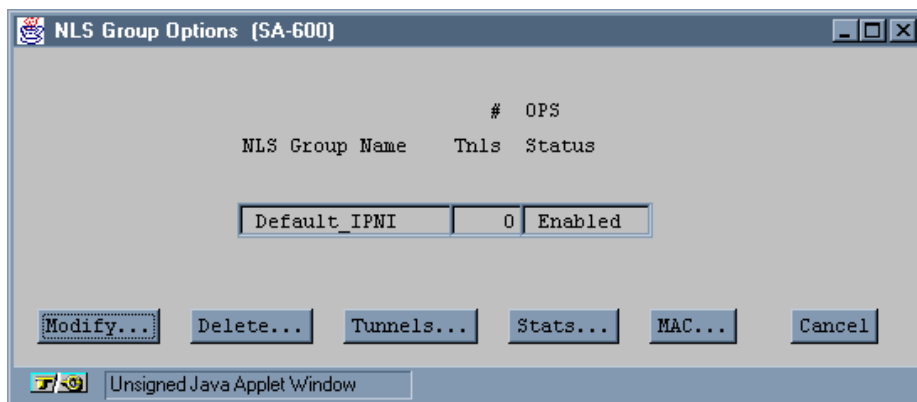 NLS Group Options (SA-600)
# OPS
NLS Group Name Tnls Status
Default_IPNI 0 Enabled
Modify... Delete... Tunnels... Stats... MAC... Cancel
Unsigned Java Applet Window